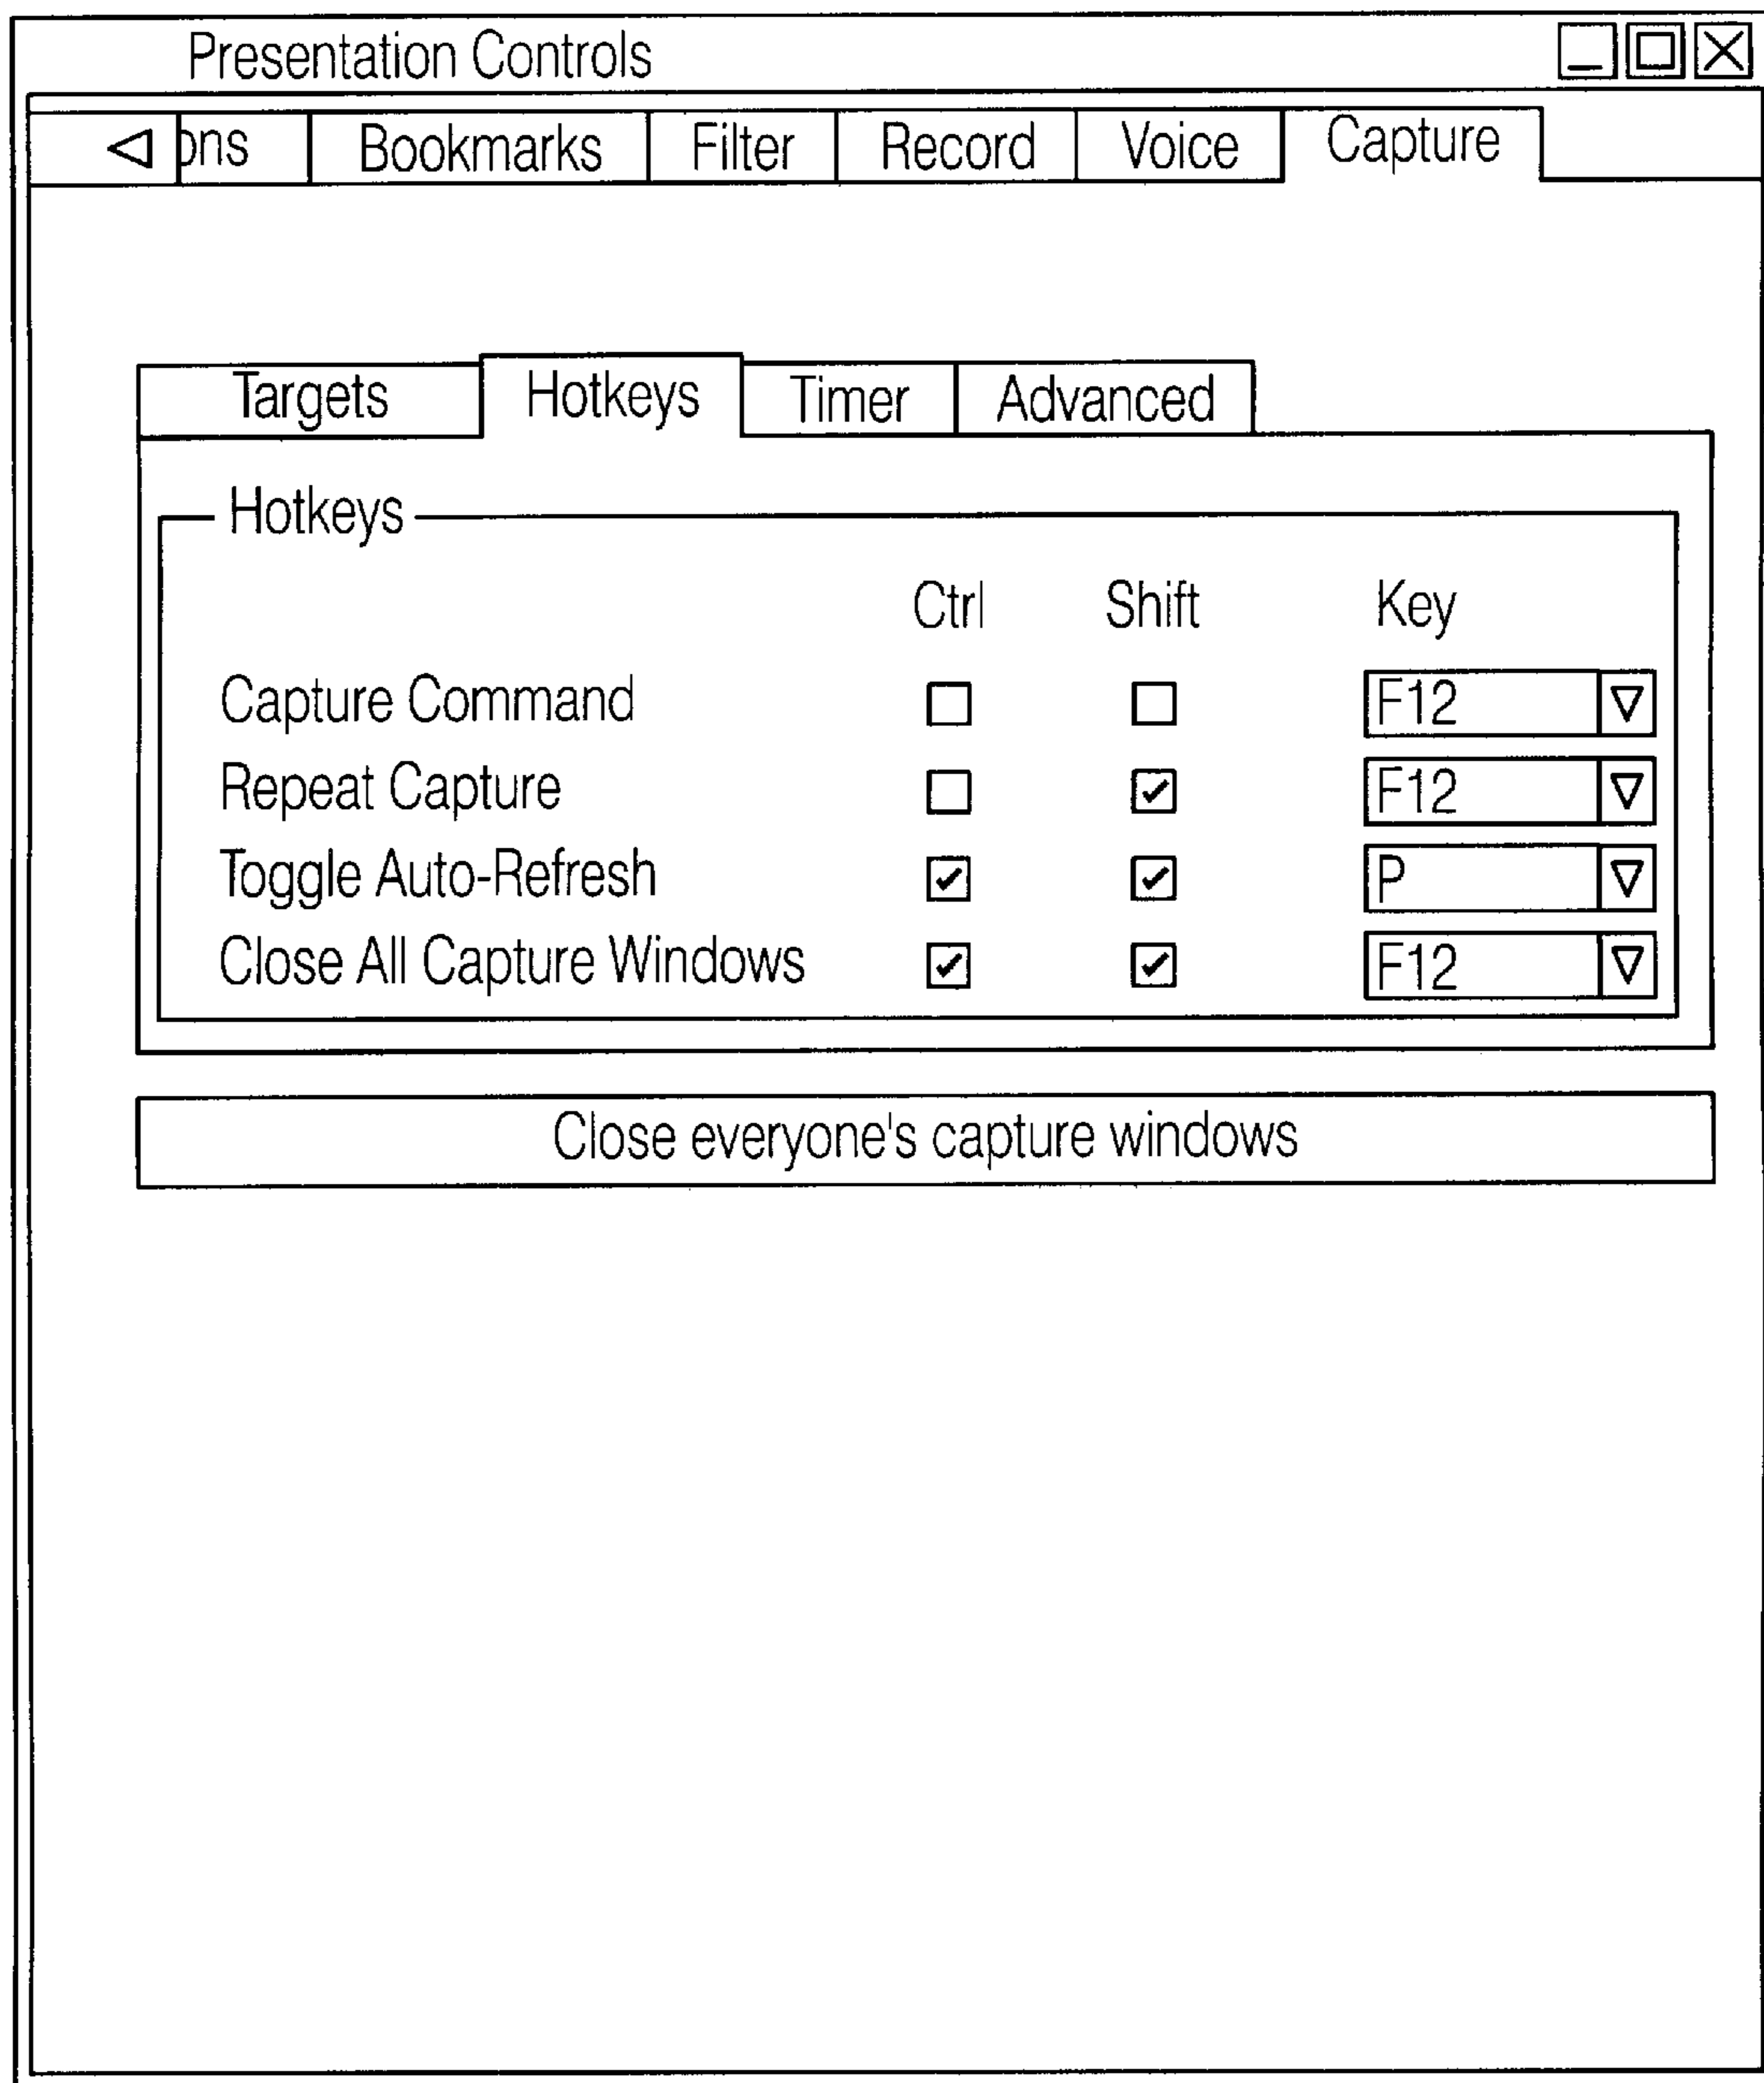 Presentation Controls
ons Bookmarks Filter Record Voice Capture
Targets Hotkeys Timer Advanced
Hotkeys
Ctrl Shift Key
Capture Command F12
Repeat Capture F12
Toggle Auto-Refresh P
Close All Capture Windows F12
Close everyone's capture windows